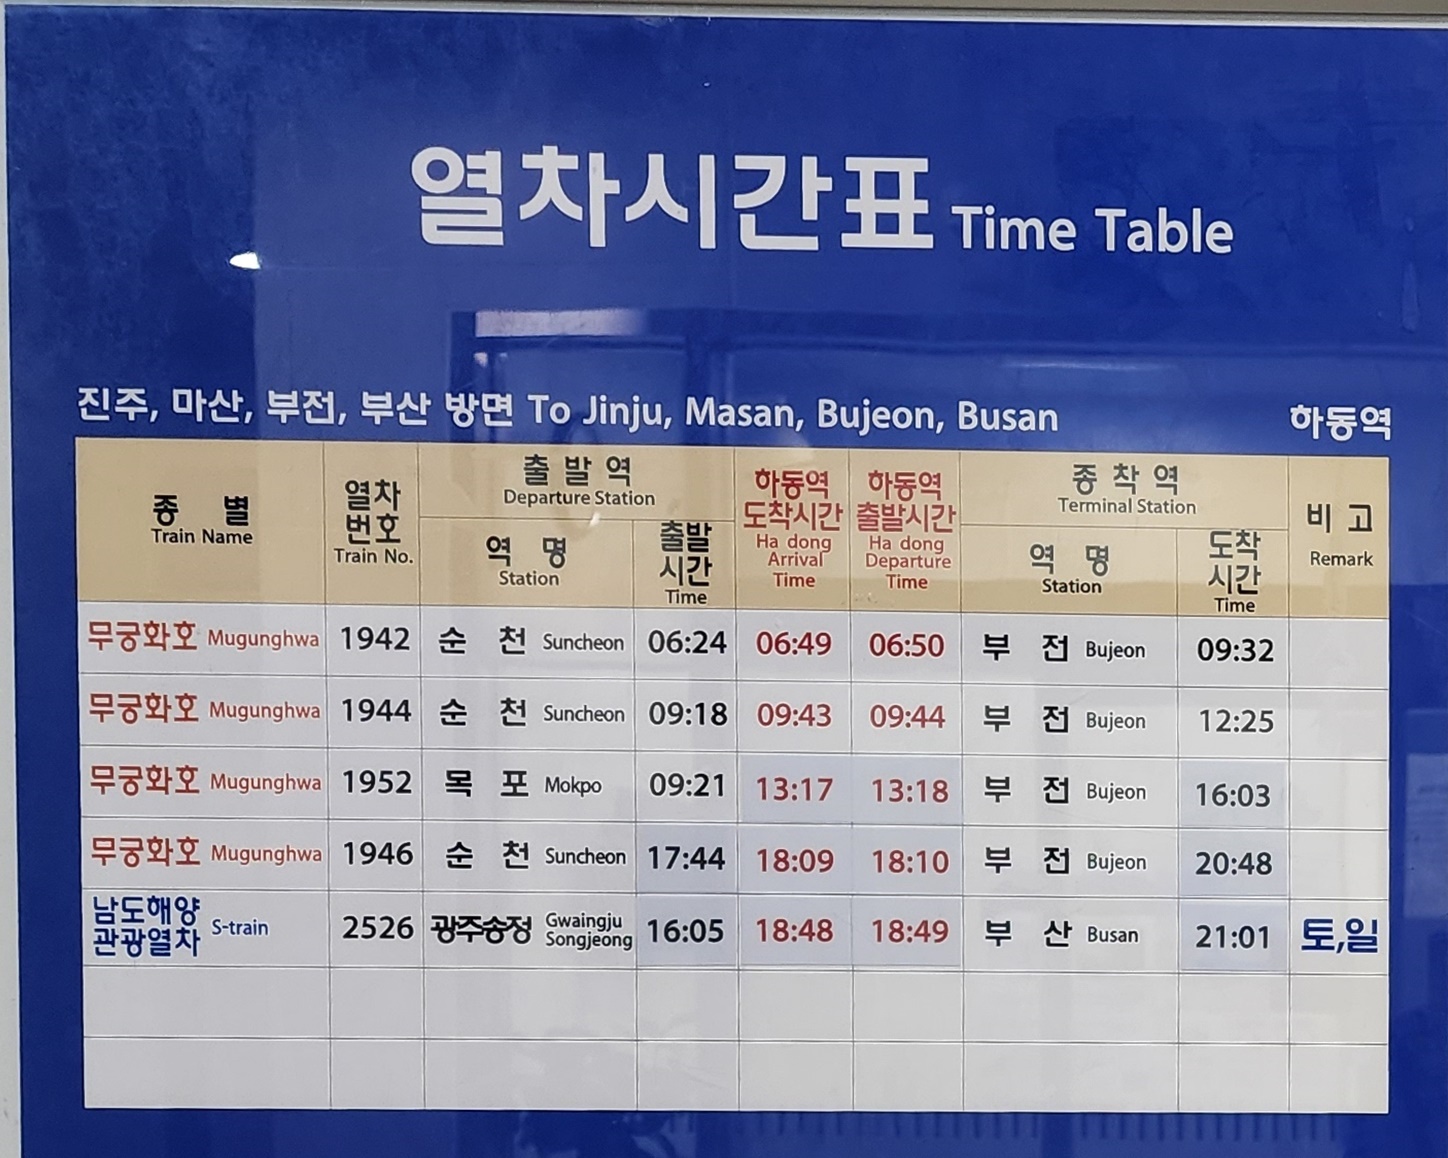 열차시간표 Time Table
진주, 마산, 부전, 부산 방면 To Jinju, Masan, Bujeon, Busan 하동역
종 별 Train Name
열차 번호 Train No.
출 발 역 Departure Station
역 명 Station
출발 시간 Time
하동역 도착시간 Ha dong Arrival Time
하동역 출발시간 Ha dong Departure Time
종 착 역 Terminal Station
역 명 Station
도착 시간 Time
비 고 Remark
무궁화호 Mugunghwa 1942 순 천 Suncheon 06:24 06:49 06:50 부 전 Bujeon 09:32
무궁화호 Mugunghwa 1944 순 천 Suncheon 09:18 09:43 09:44 부 전 Bujeon 12:25
무궁화호 Mugunghwa 1952 목 포 Mokpo 09:21 13:17 13:18 부 전 Bujeon 16:03
무궁화호 Mugunghwa 1946 순 천 Suncheon 17:44 18:09 18:10 부 전 Bujeon 20:48
남도해양 관광열차 S-train 2526 광주송정 Gwaingju Songjeong 16:05 18:48 18:49 부 산 Busan 21:01 토,일